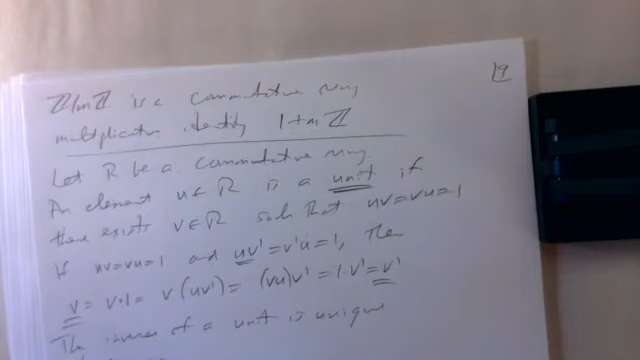 19
ℤ/mℤ is a commutative ring
multiplicative identity 1+mℤ
Let R be a commutative ring
An element u∈R is a unit if
there exists v∈R such that uv=vu=1
If uv=vu=1 and uv'=v'u=1, then
v = v·1 = v(uv') = (vu)v' = 1·v' = v'
The inverse of a unit is unique